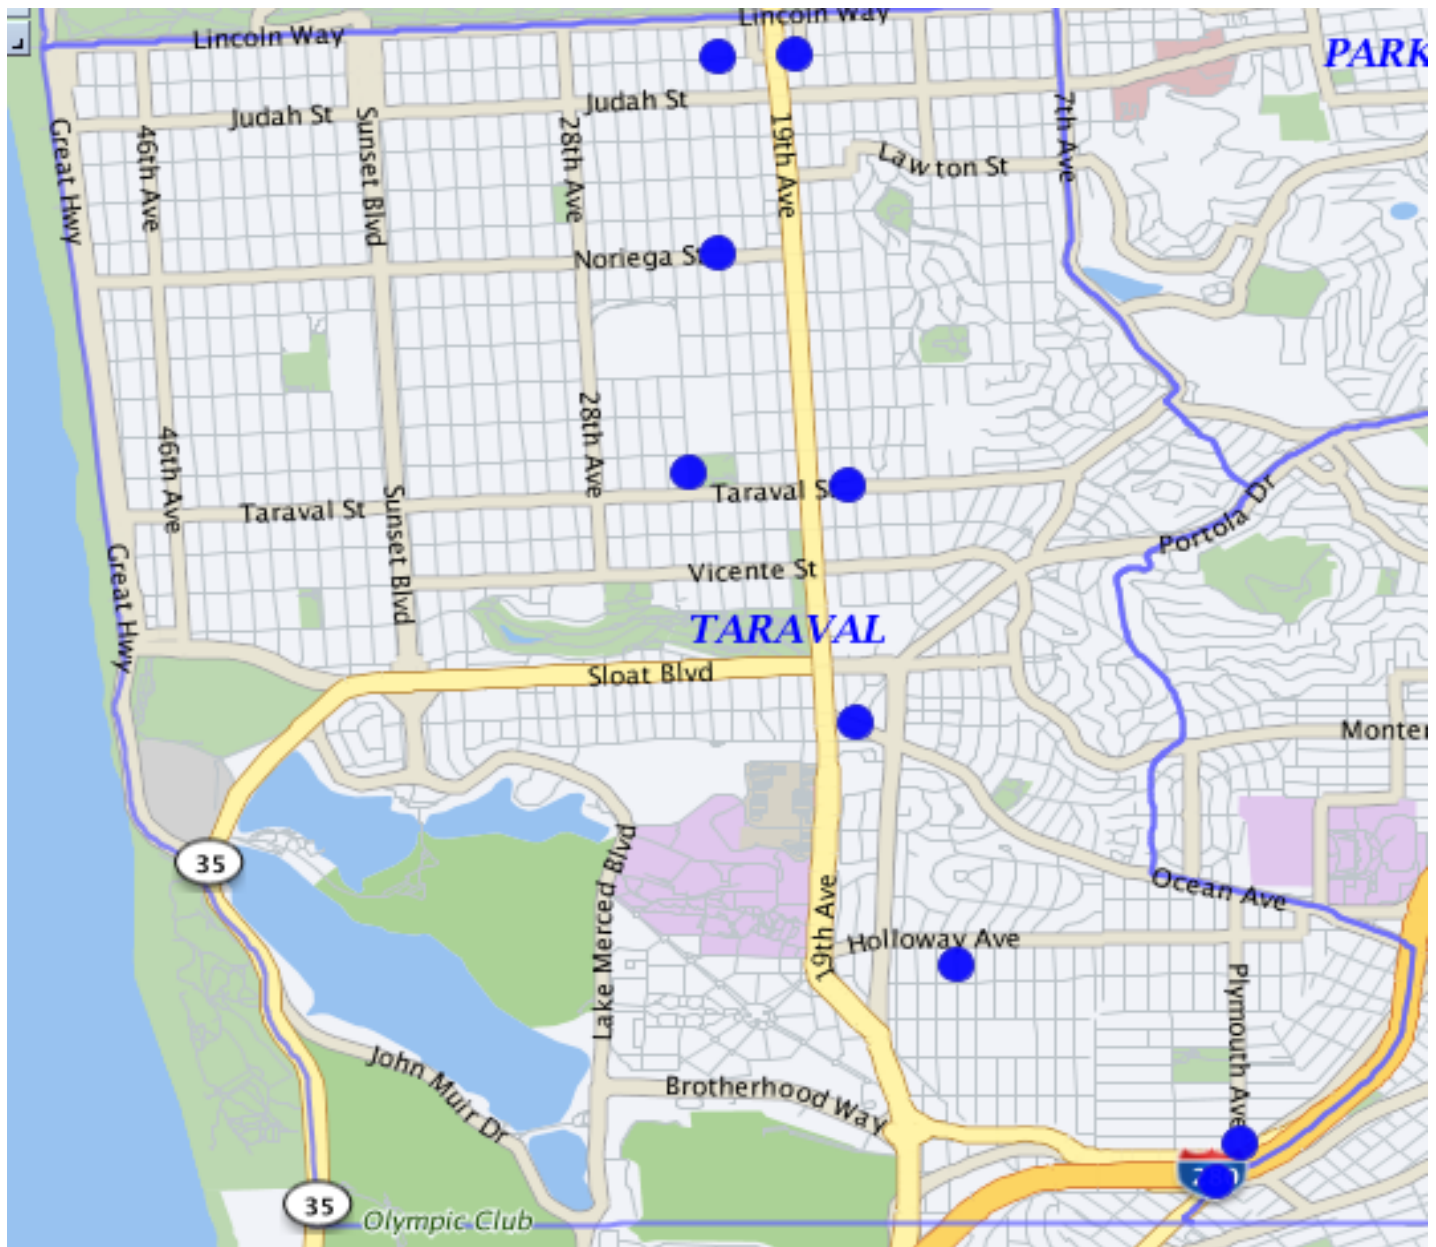 Lincoln Way
Lincoln Way
PARK
Judah St
Judah St
Great Hwy
46th Ave
Sunset Blvd
28th Ave
19th Ave
7th Ave
Lawton St
Noriega S
28th Ave
46th Ave
Taraval St
Sunset Blvd
Taraval S
Portola Dr
Great Hwy
Vicente St
TARAVAL
Sloat Blvd
Monter
35
Lake Merced Blvd
19th Ave
Ocean Ave
Holloway Ave
Plymouth Ave
John Muir Dr
Brotherhood Way
35
Olympic Club